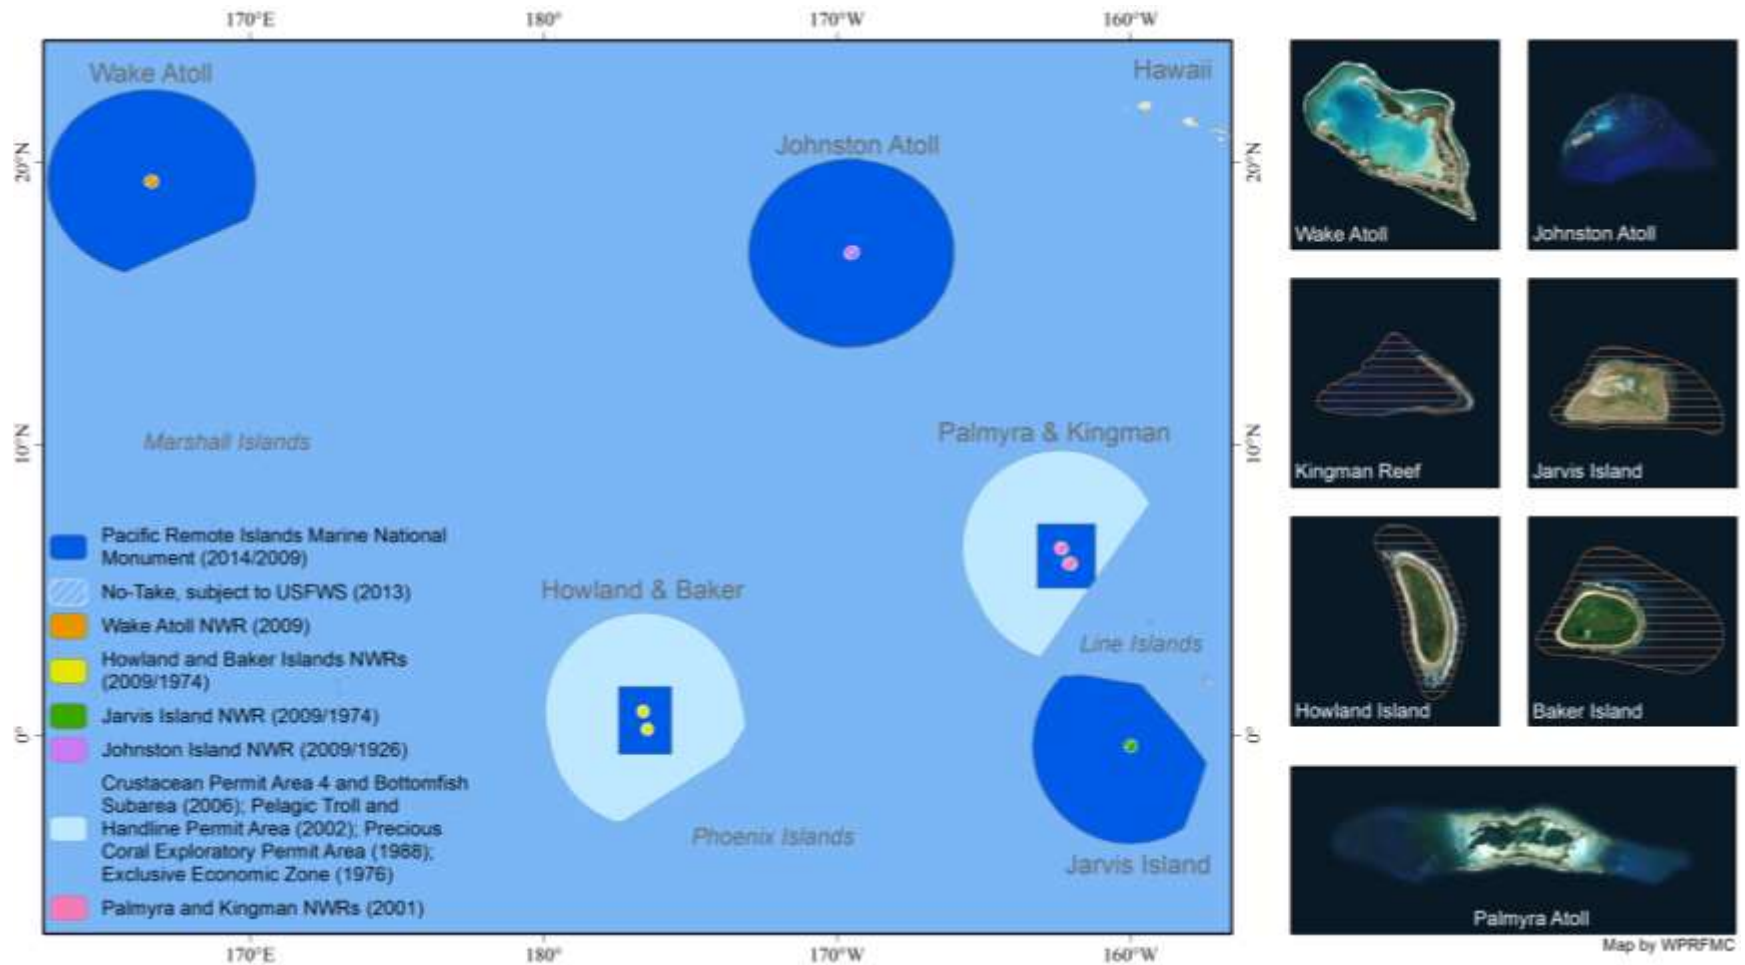 170°E 180° 170°W 160°W
Wake Atoll
Hawaii
Johnston Atoll
20°N
20°N
Marshall Islands
Palmyra & Kingman
10°N
10°N
Howland & Baker
Line Islands
0°
0°
Phoenix Islands
Jarvis Island
Pacific Remote Islands Marine National
Monument (2014/2009)
No-Take, subject to USFWS (2013)
Wake Atoll NWR (2009)
Howland and Baker Islands NWRs
(2009/1974)
Jarvis Island NWR (2009/1974)
Johnston Island NWR (2009/1926)
Crustacean Permit Area 4 and Bottomfish
Subarea (2006); Pelagic Troll and
Handline Permit Area (2002); Precious
Coral Exploratory Permit Area (1988);
Exclusive Economic Zone (1976)
Palmyra and Kingman NWRs (2001)
170°E 180° 170°W 160°W
Wake Atoll
Johnston Atoll
Kingman Reef
Jarvis Island
Howland Island
Baker Island
Palmyra Atoll
Map by WPRFMC